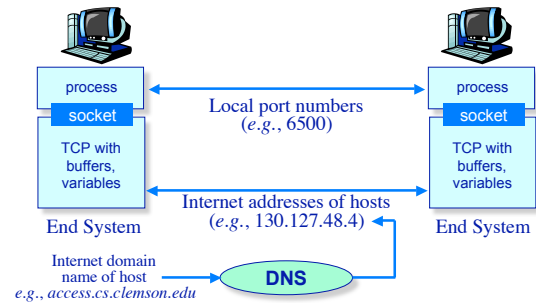 process
socket
TCP with
buffers,
variables
End System
Local port numbers
(e.g., 6500)
Internet addresses of hosts
(e.g., 130.127.48.4)
process
socket
TCP with
buffers,
variables
End System
Internet domain
name of host
e.g., access.cs.clemson.edu
DNS